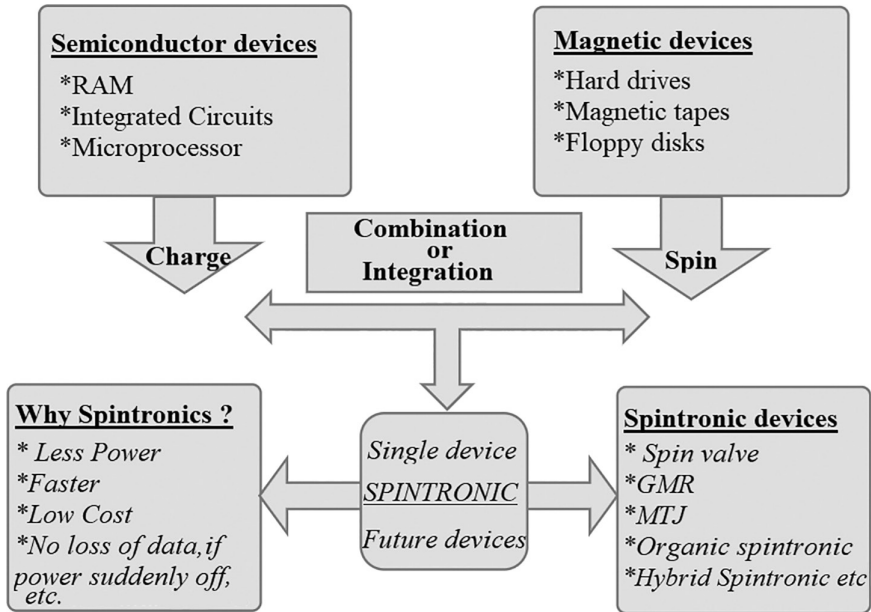 Semiconductor devices
*RAM
*Integrated Circuits
*Microprocessor
Magnetic devices
*Hard drives
*Magnetic tapes
*Floppy disks
Charge
Combination
or
Integration
Spin
Why Spintronics ?
* Less Power
*Faster
*Low Cost
*No loss of data,if
power suddenly off,
etc.
Single device
SPINTRONIC
Future devices
Spintronic devices
* Spin valve
*GMR
*MTJ
*Organic spintronic
*Hybrid Spintronic etc